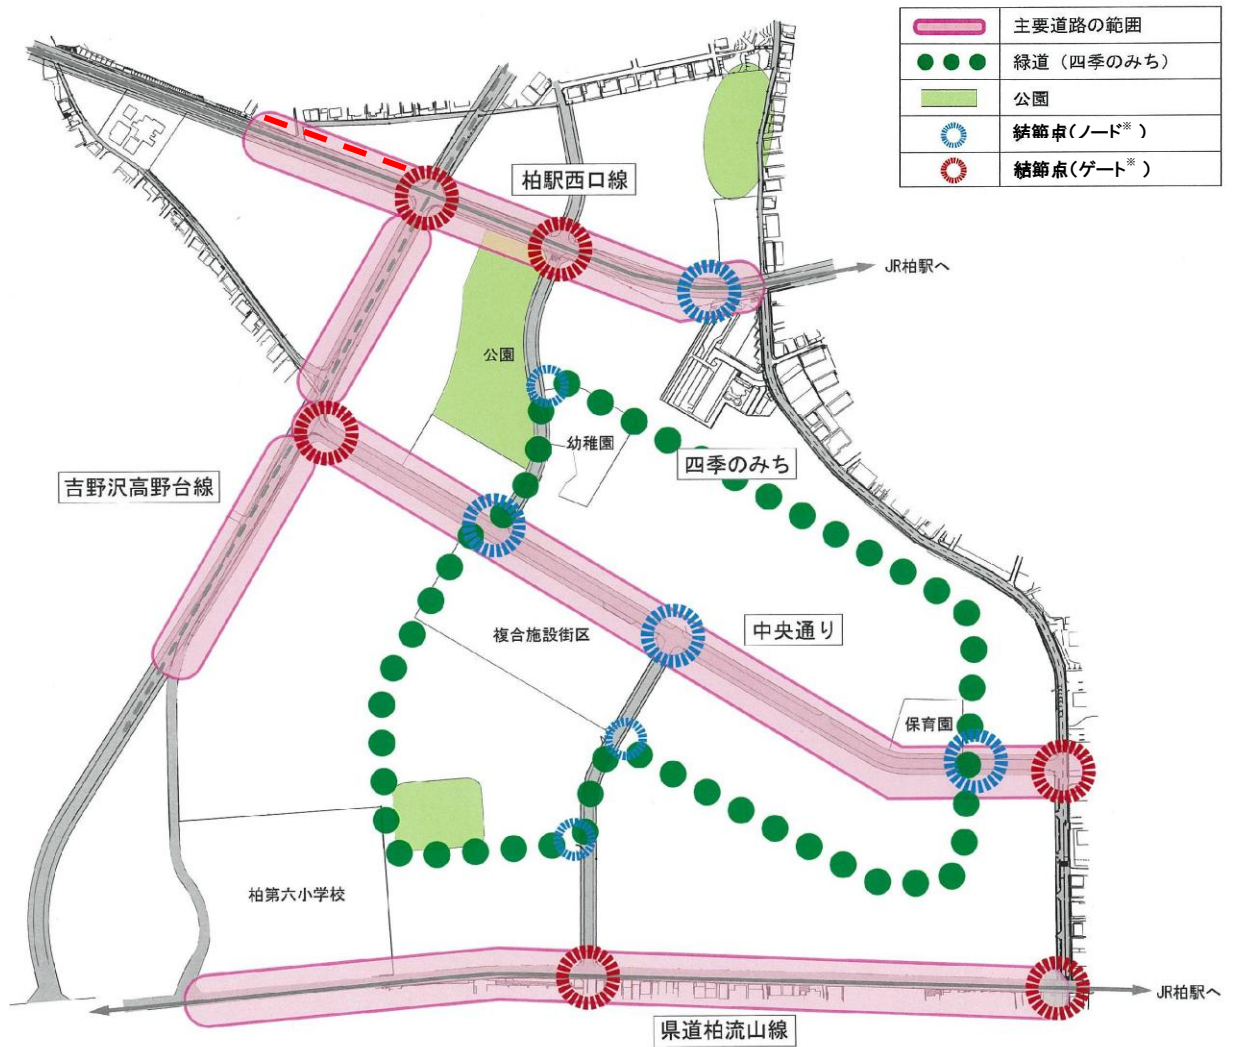 主要道路の範囲
緑道（四季のみち）
公園
結節点(ノード※ )
結節点(ゲート※ )
柏駅西口線
JR柏駅へ
公園
幼稚園
四季のみち
吉野沢高野台線
複合施設街区
中央通り
保育園
柏第六小学校
JR柏駅へ
県道柏流山線